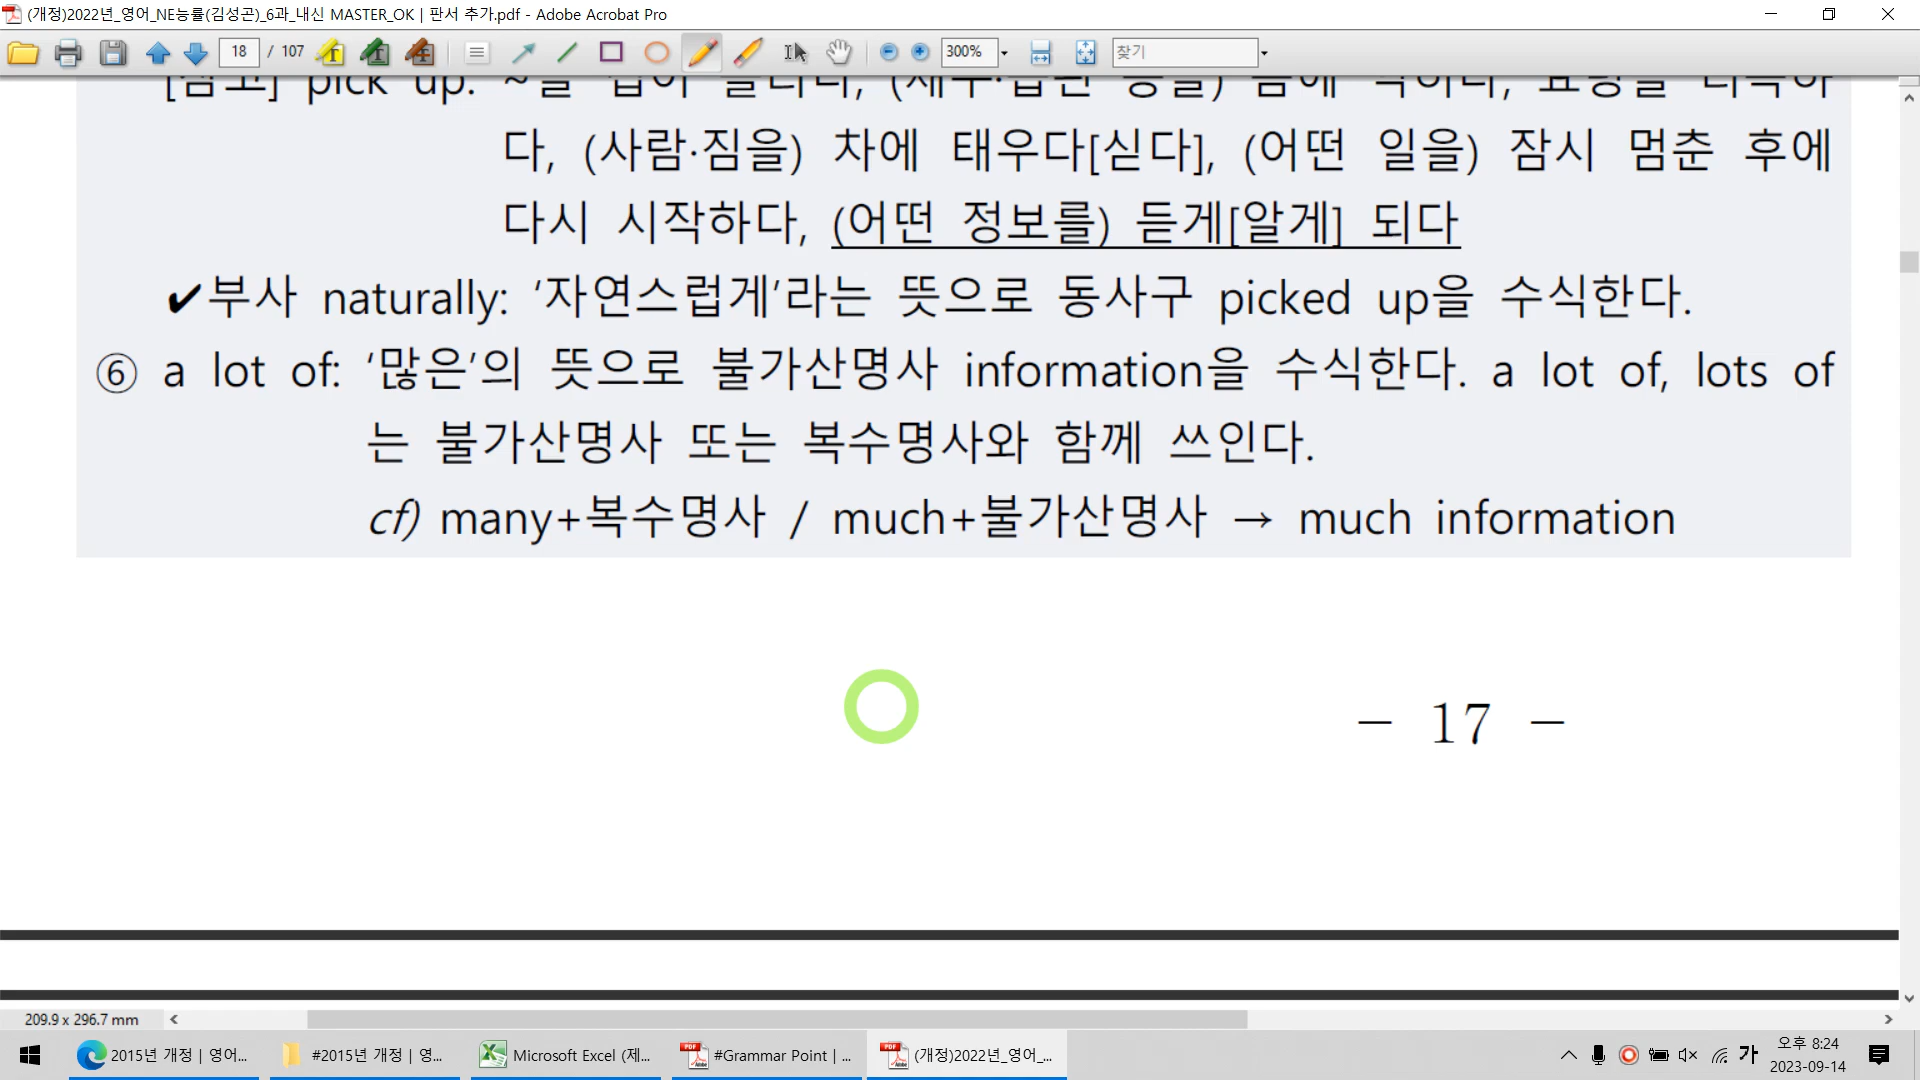 (개정)2022년_영어_NE능률(김성곤)_6과_내신 MASTER_OK | 판서 추가.pdf - Adobe Acrobat Pro
18 / 107 300% 찾기
[참고] pick up:
다, (사람·짐을) 차에 태우다[싣다], (어떤 일을) 잠시 멈춘 후에
다시 시작하다, (어떤 정보를) 듣게[알게] 되다
✔부사 naturally: ‘자연스럽게’라는 뜻으로 동사구 picked up을 수식한다.
⑥ a lot of: ‘많은’의 뜻으로 불가산명사 information을 수식한다. a lot of, lots of
는 불가산명사 또는 복수명사와 함께 쓰인다.
cf) many+복수명사 / much+불가산명사 → much information
- 17 -
209.9 x 296.7 mm
2015년 개정 | 영어... #2015년 개정 | 영... Microsoft Excel (제... #Grammar Point | ... (개정)2022년_영어_... 가 오후 8:24
2023-09-14